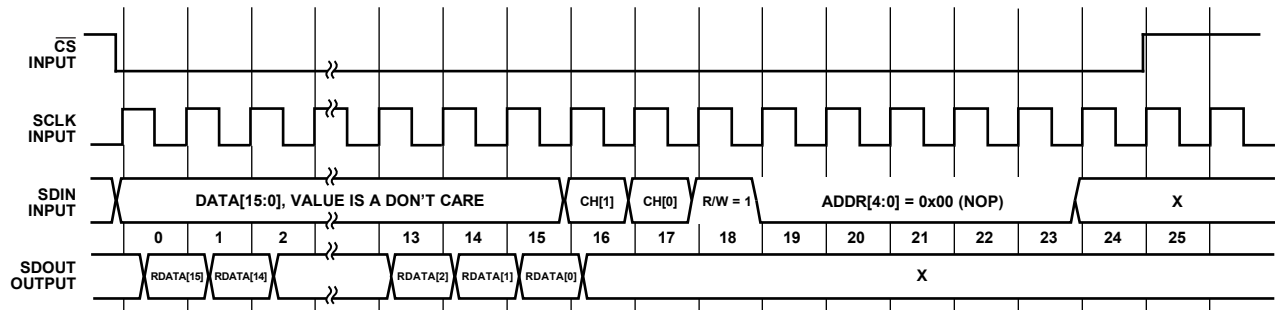 CS
INPUT
SCLK
INPUT
SDIN
INPUT
DATA[15:0], VALUE IS A DON'T CARE
CH[1]
CH[0]
R/W = 1
ADDR[4:0] = 0x00 (NOP)
X
0 1 2 13 14 15 16 17 18 19 20 21 22 23 24 25
SDOUT
OUTPUT
RDATA[15]
RDATA[14]
RDATA[2]
RDATA[1]
RDATA[0]
X